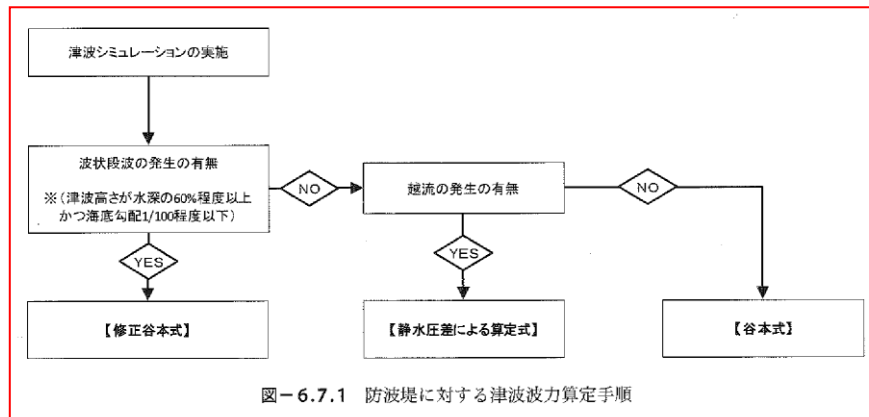 津波シミュレーションの実施
波状段波の発生の有無
※(津波高さが水深の60%程度以上
かつ海底勾配1/100程度以下)
NO
越流の発生の有無
NO
YES
YES
【修正谷本式】
【静水圧差による算定式】
【谷本式】
図－6.7.1 防波堤に対する津波波力算定手順